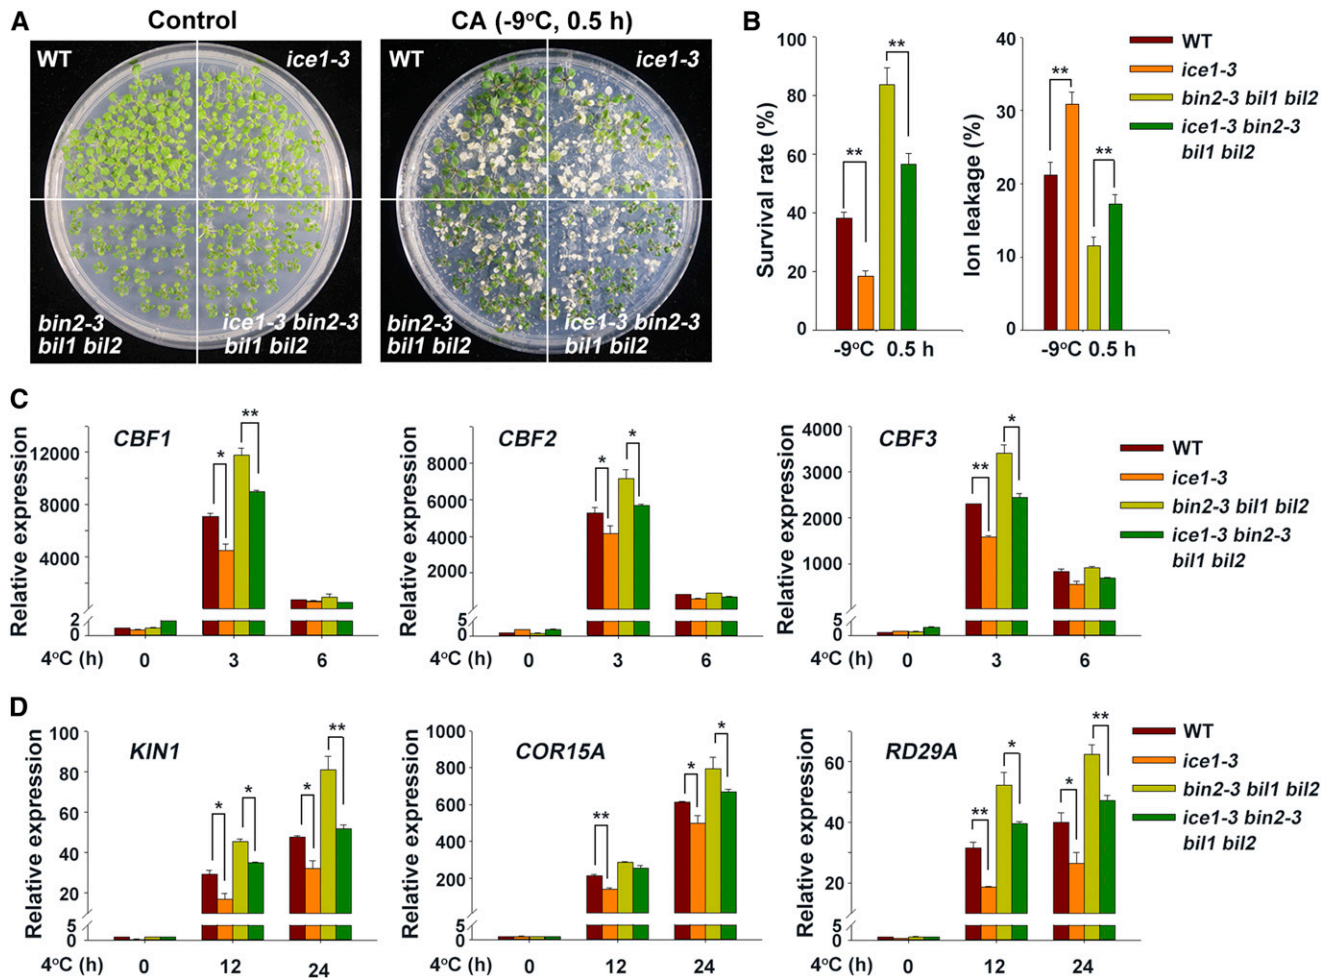 A
Control
CA (-9°C, 0.5 h)
WT
ice1-3
bin2-3
bil1 bil2
ice1-3 bin2-3
bil1 bil2
WT
ice1-3
bin2-3
bil1 bil2
ice1-3 bin2-3
bil1 bil2
B
Survival rate (%)
100
80
60
40
20
0
**
**
-9°C 0.5 h
Ion leakage (%)
40
30
20
10
0
**
**
-9°C 0.5 h
WT
ice1-3
bin2-3 bil1 bil2
ice1-3 bin2-3
bil1 bil2
C
Relative expression
CBF1
12000
8000
4000
2
0
*
**
4°C (h) 0 3 6
Relative expression
CBF2
8000
6000
4000
2000
5
0
*
*
4°C (h) 0 3 6
Relative expression
CBF3
4000
3000
2000
1000
5
0
**
*
4°C (h) 0 3 6
WT
ice1-3
bin2-3 bil1 bil2
ice1-3 bin2-3
bil1 bil2
D
Relative expression
KIN1
100
80
60
40
20
5
0
*
*
*
**
4°C (h) 0 12 24
Relative expression
COR15A
1000
800
600
400
200
5
0
**
*
*
4°C (h) 0 12 24
Relative expression
RD29A
60
40
20
5
0
**
*
*
**
4°C (h) 0 12 24
WT
ice1-3
bin2-3 bil1 bil2
ice1-3 bin2-3
bil1 bil2